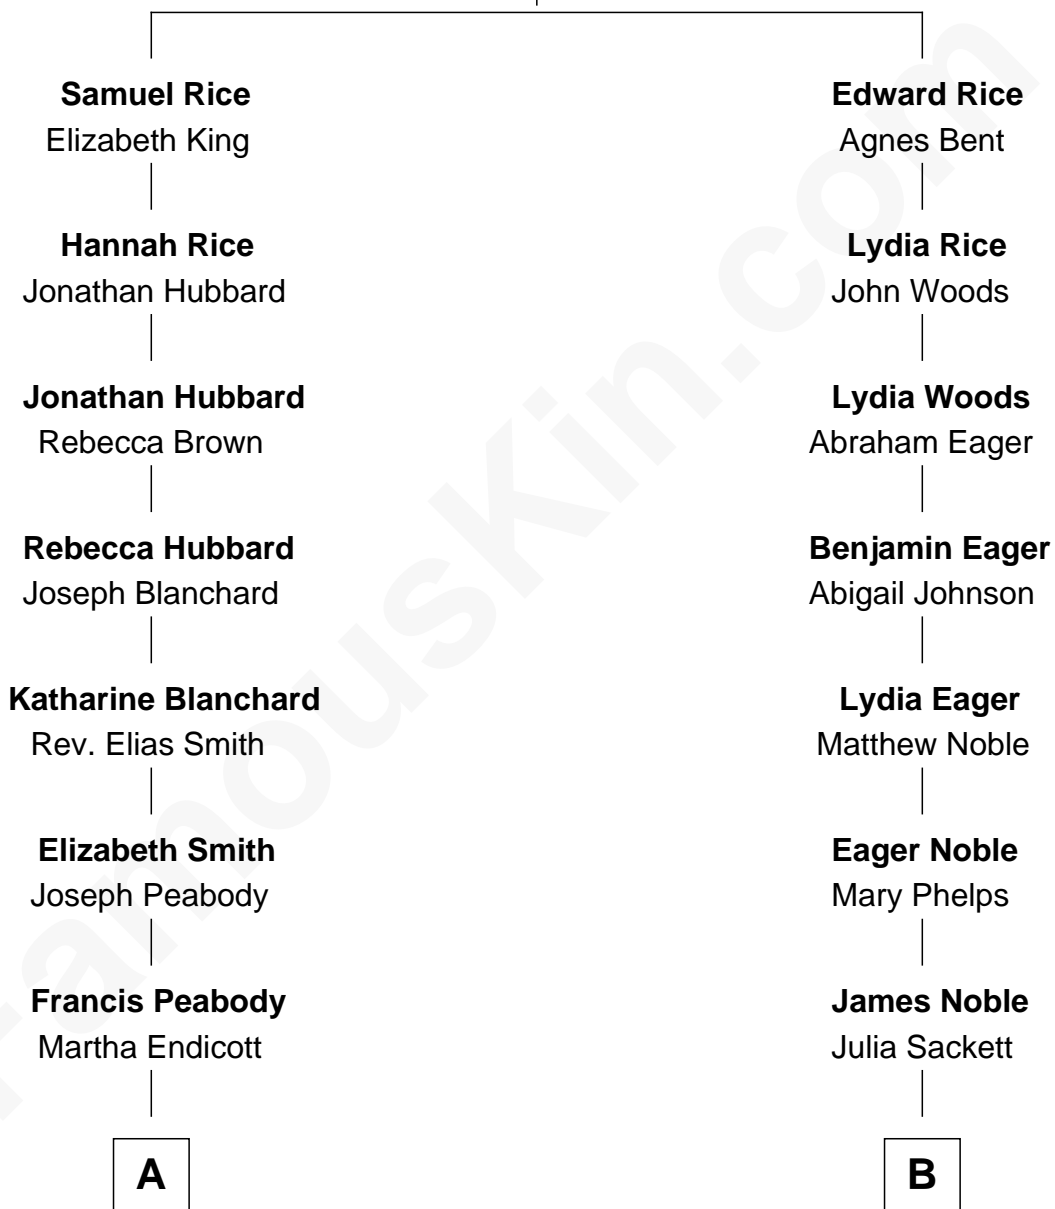 Samuel Rice
Elizabeth King
Edward Rice
Agnes Bent
Hannah Rice
Jonathan Hubbard
Lydia Rice
John Woods
Jonathan Hubbard
Rebecca Brown
Lydia Woods
Abraham Eager
Rebecca Hubbard
Joseph Blanchard
Benjamin Eager
Abigail Johnson
Katharine Blanchard
Rev. Elias Smith
Lydia Eager
Matthew Noble
Elizabeth Smith
Joseph Peabody
Eager Noble
Mary Phelps
Francis Peabody
Martha Endicott
James Noble
Julia Sackett
A
B
FamousKin.com